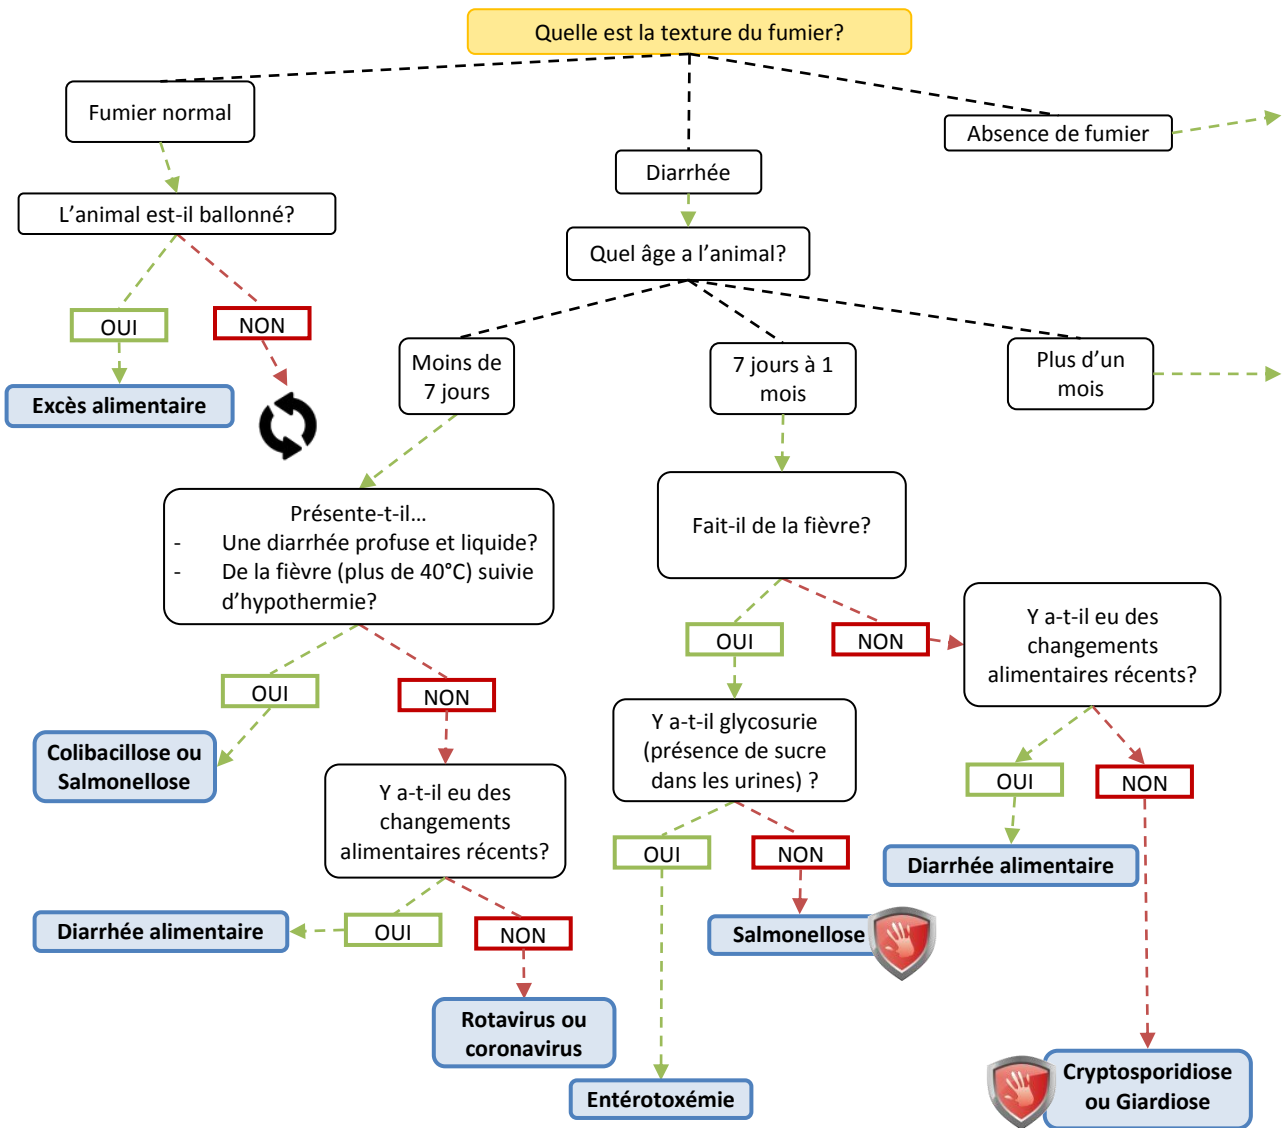 Quelle est la texture du fumier?
Fumier normal
Absence de fumier
Diarrhée
L’animal est-il ballonné?
Quel âge a l’animal?
OUI
NON
Moins de
7 jours
7 jours à 1
mois
Plus d’un
mois
Excès alimentaire
Présente-t-il…
- Une diarrhée profuse et liquide?
- De la fièvre (plus de 40°C) suivie
d’hypothermie?
Fait-il de la fièvre?
OUI
NON
Y a-t-il eu des
changements
alimentaires récents?
OUI
NON
Y a-t-il glycosurie
(présence de sucre
dans les urines) ?
Colibacillose ou
Salmonellose
OUI
NON
Y a-t-il eu des
changements
alimentaires récents?
OUI
NON
Diarrhée alimentaire
Diarrhée alimentaire
OUI
NON
Salmonellose
Rotavirus ou
coronavirus
Entérotoxémie
Cryptosporidiose
ou Giardiose